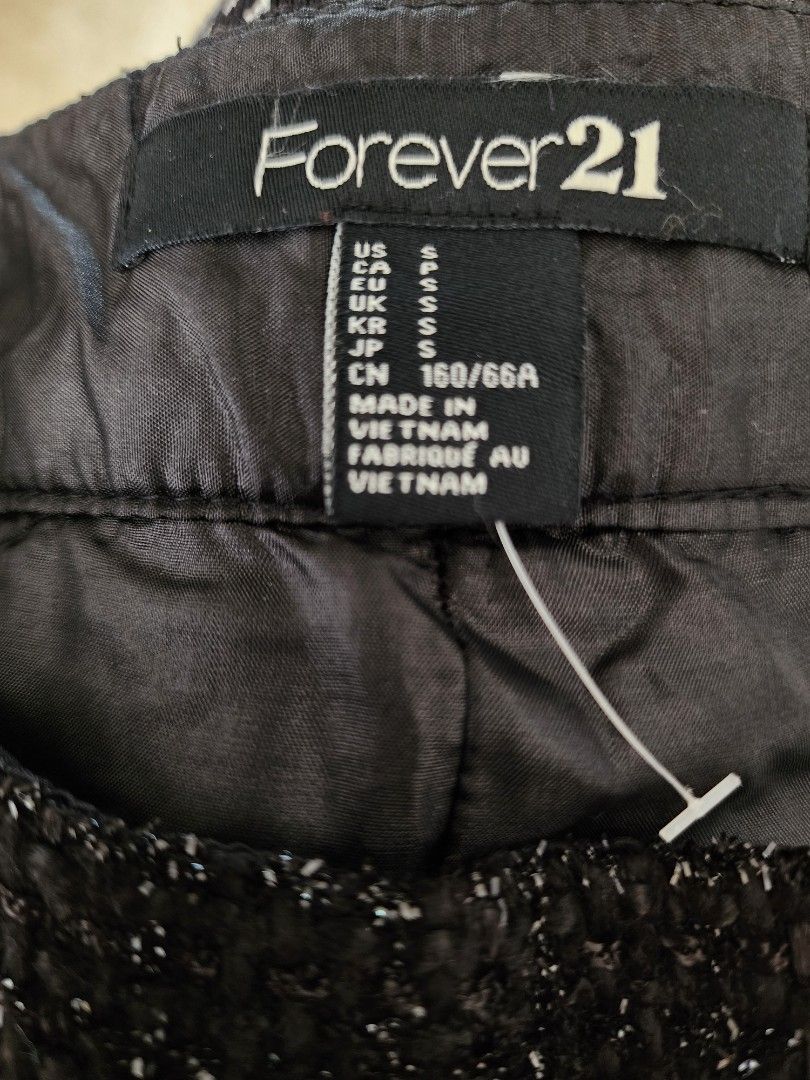 Forever21
US S
CA P
EU S
UK S
KR S
JP S
CN 160/66A
MADE IN
VIETNAM
FABRIQUÉ AU
VIETNAM